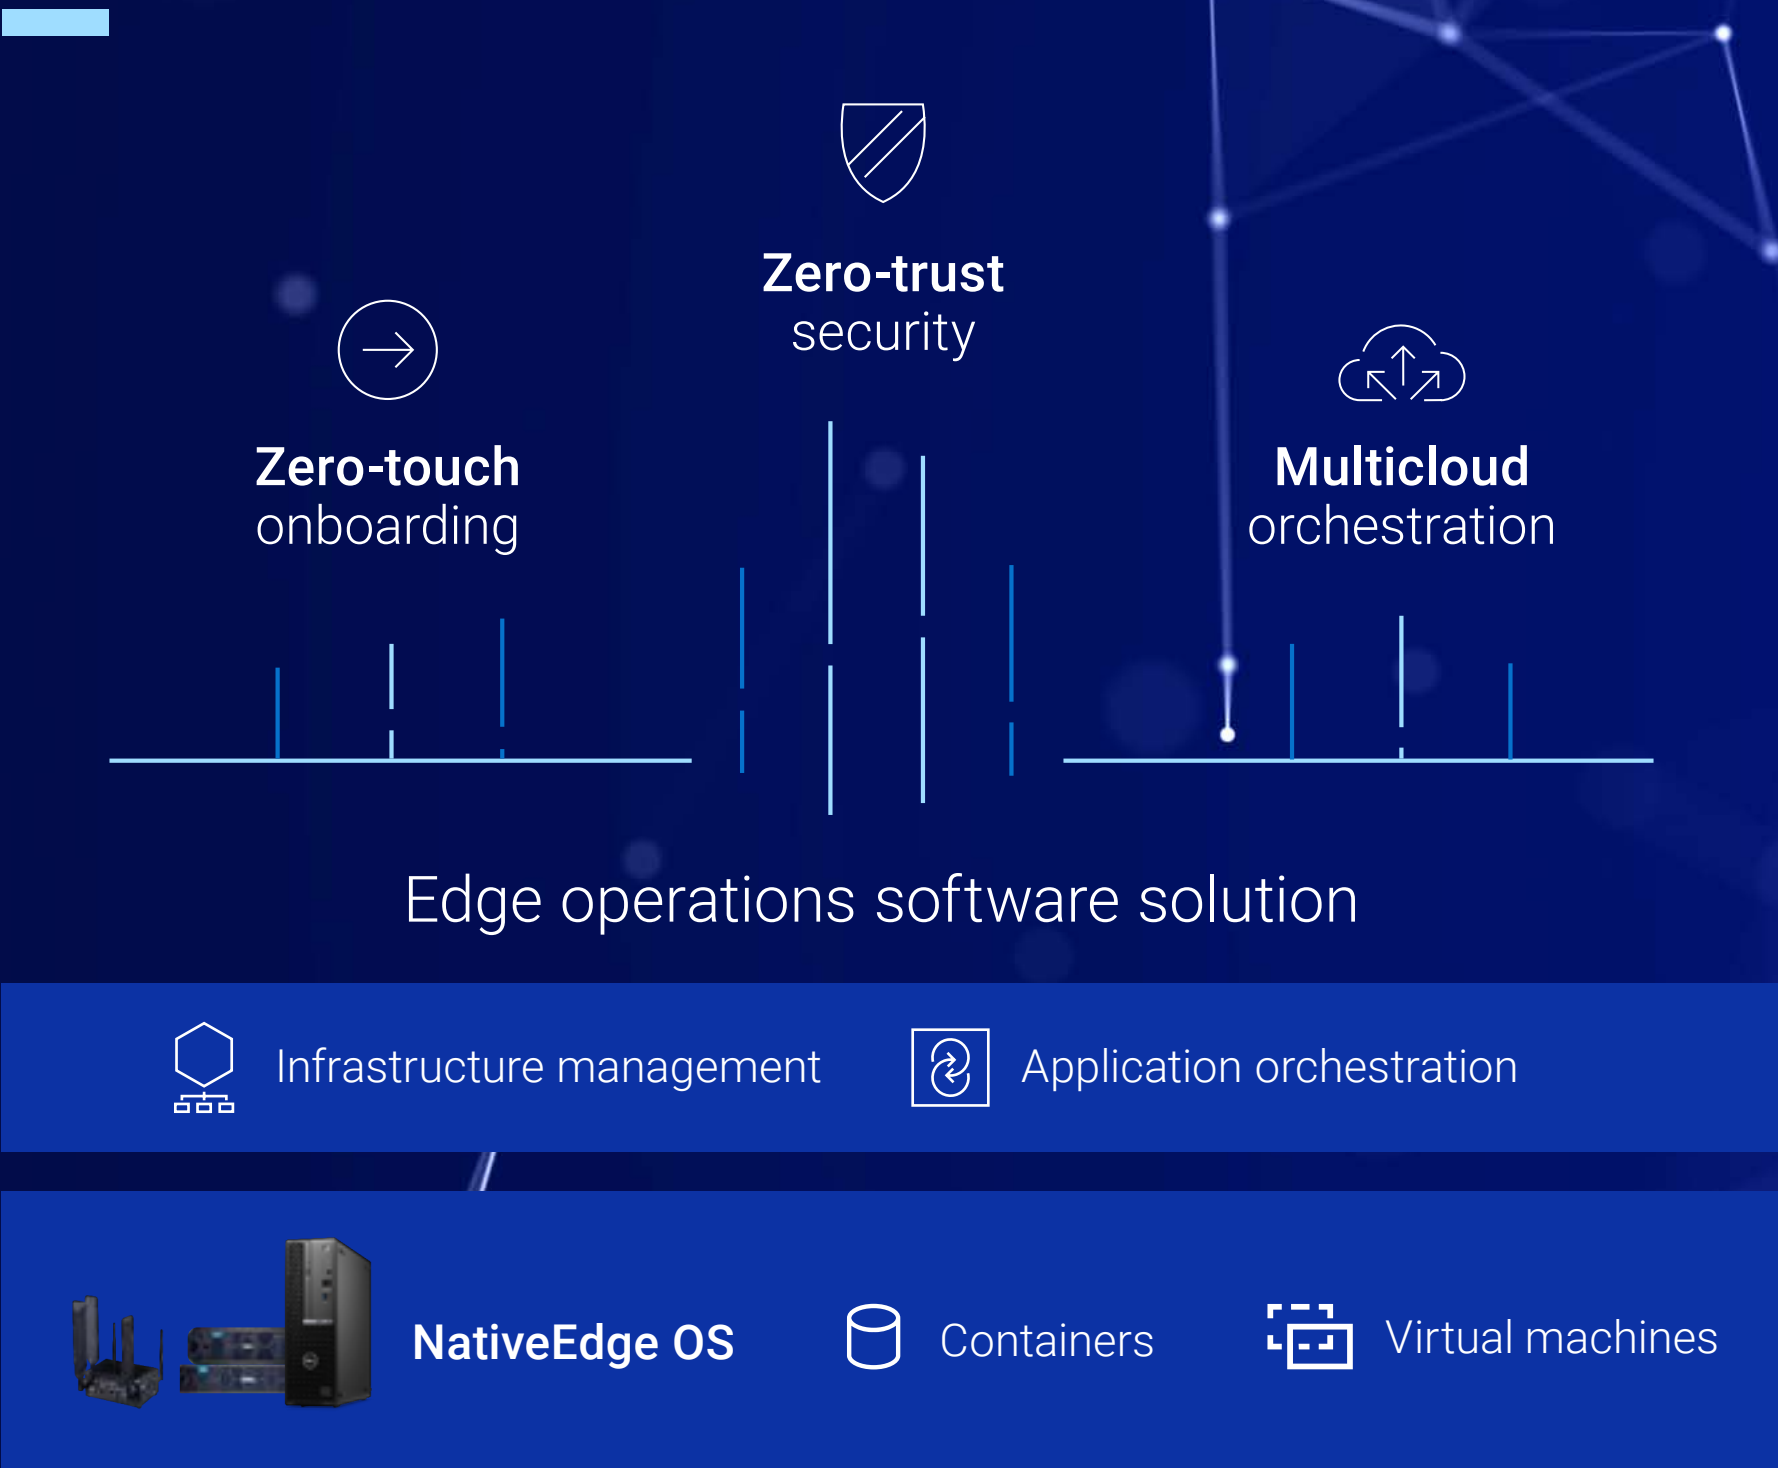 Zero-trust
security
Zero-touch
onboarding
Multicloud
orchestration
Edge operations software solution
Infrastructure management
Application orchestration
NativeEdge OS
Containers
Virtual machines